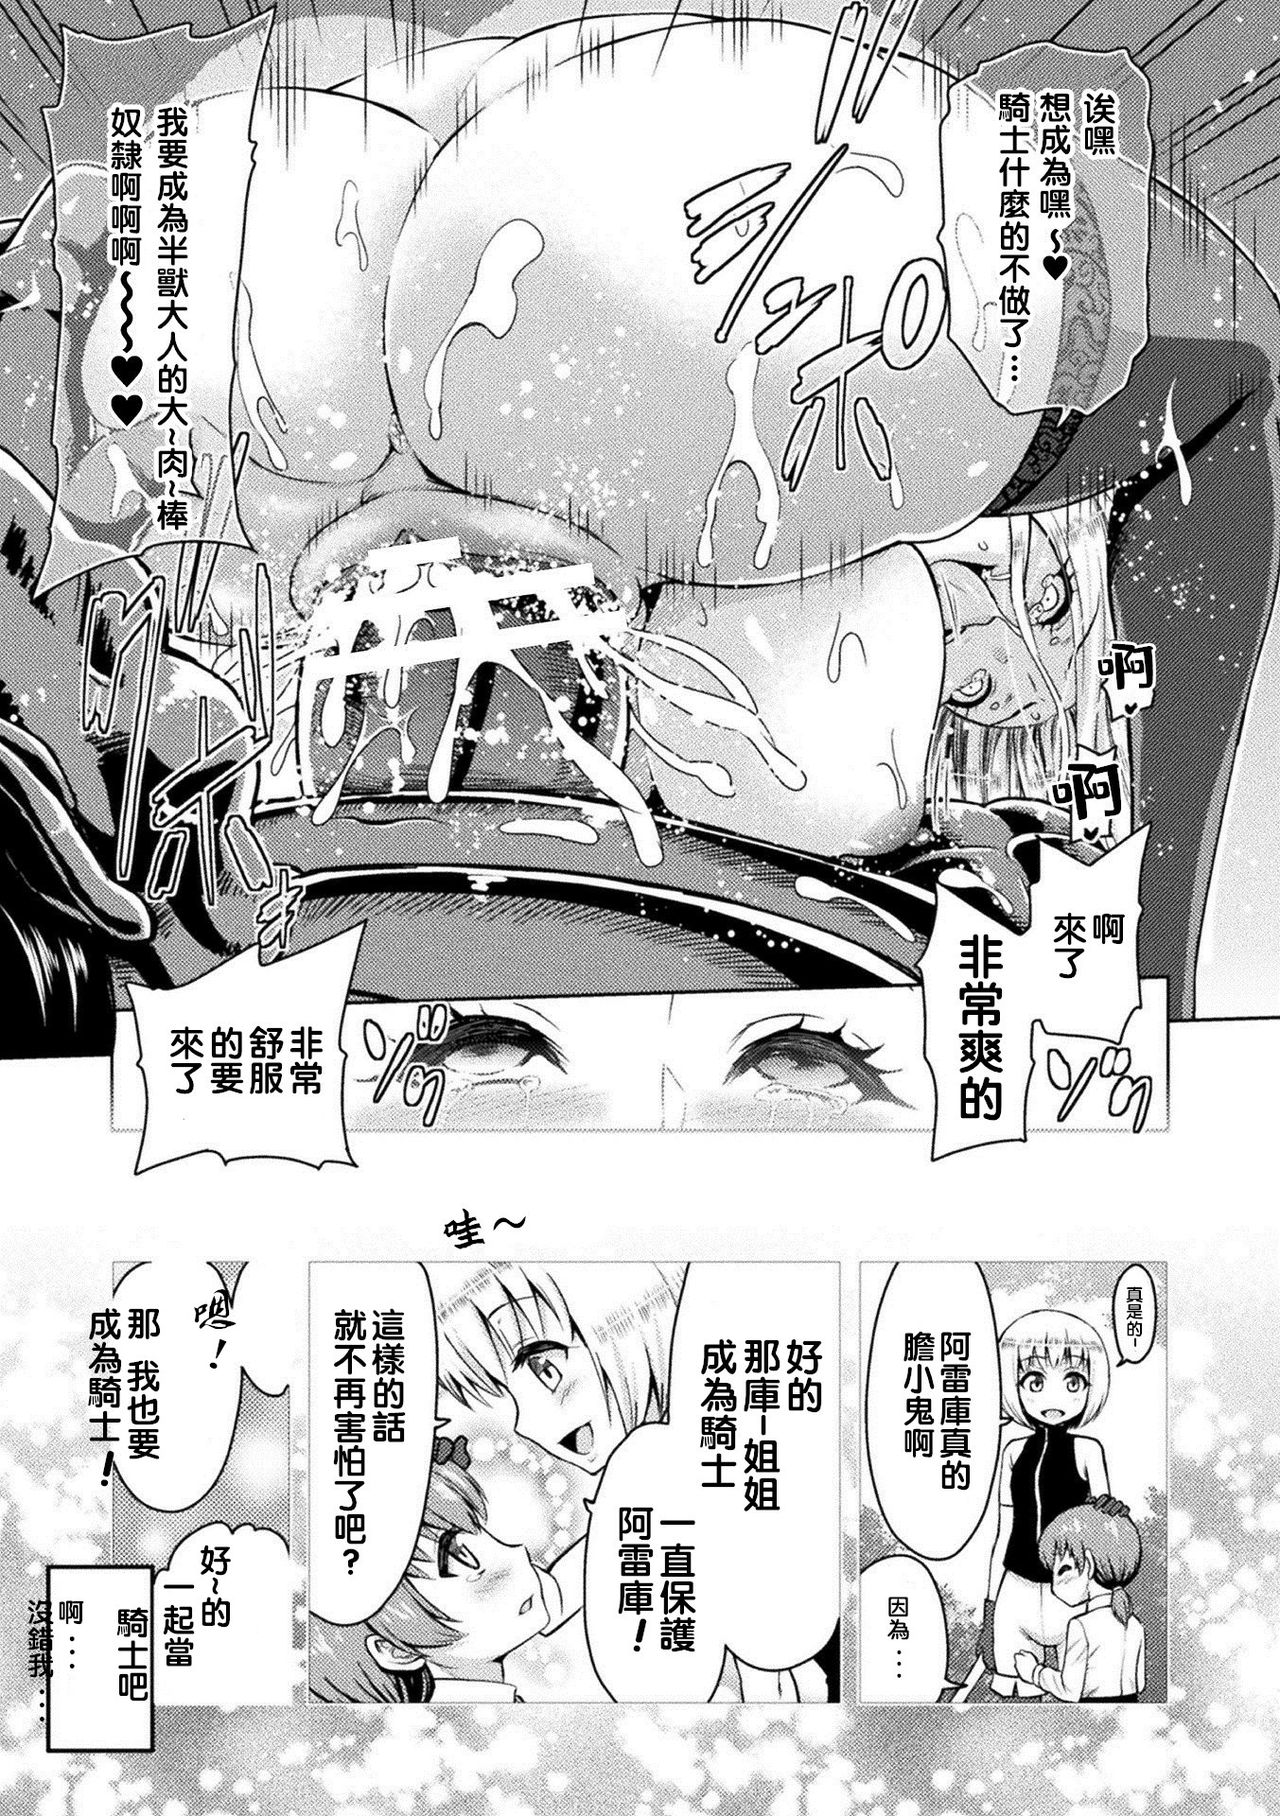 诶嘿
想成為嘿～♥
騎士什麼的不做了…
我要成為半獸大人的大～肉～棒
奴隸啊啊啊～～～♥♥
啊
啊
啊
來了
非常爽的
非常
舒服
的要
來了
真是的–
阿雷庫真的
膽小鬼啊
因為…
哇～
好的
那庫–姐姐
成為騎士
一直保護
阿雷庫！
這樣的話
就不再害怕了吧？
嗯！
那 我也要
成為騎士！
好～的
一起當
騎士吧
啊…
沒錯我…